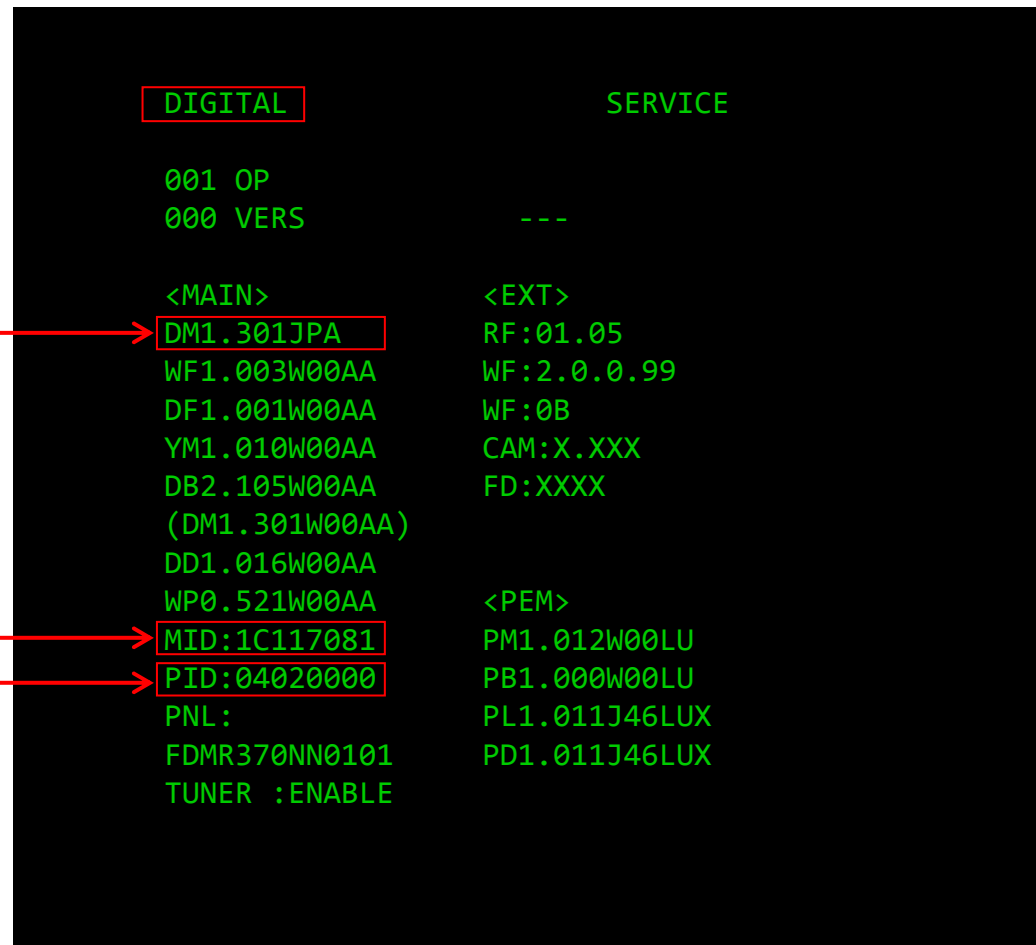 DIGITAL SERVICE
001 OP
000 VERS ---
<MAIN> <EXT>
DM1.301JPA RF:01.05
WF1.003W00AA WF:2.0.0.99
DF1.001W00AA WF:0B
YM1.010W00AA CAM:X.XXX
DB2.105W00AA FD:XXXX
(DM1.301W00AA)
DD1.016W00AA
WP0.521W00AA <PEM>
MID:1C117081 PM1.012W00LU
PID:04020000 PB1.000W00LU
PNL: PL1.011J46LUX
FDMR370NN0101 PD1.011J46LUX
TUNER :ENABLE